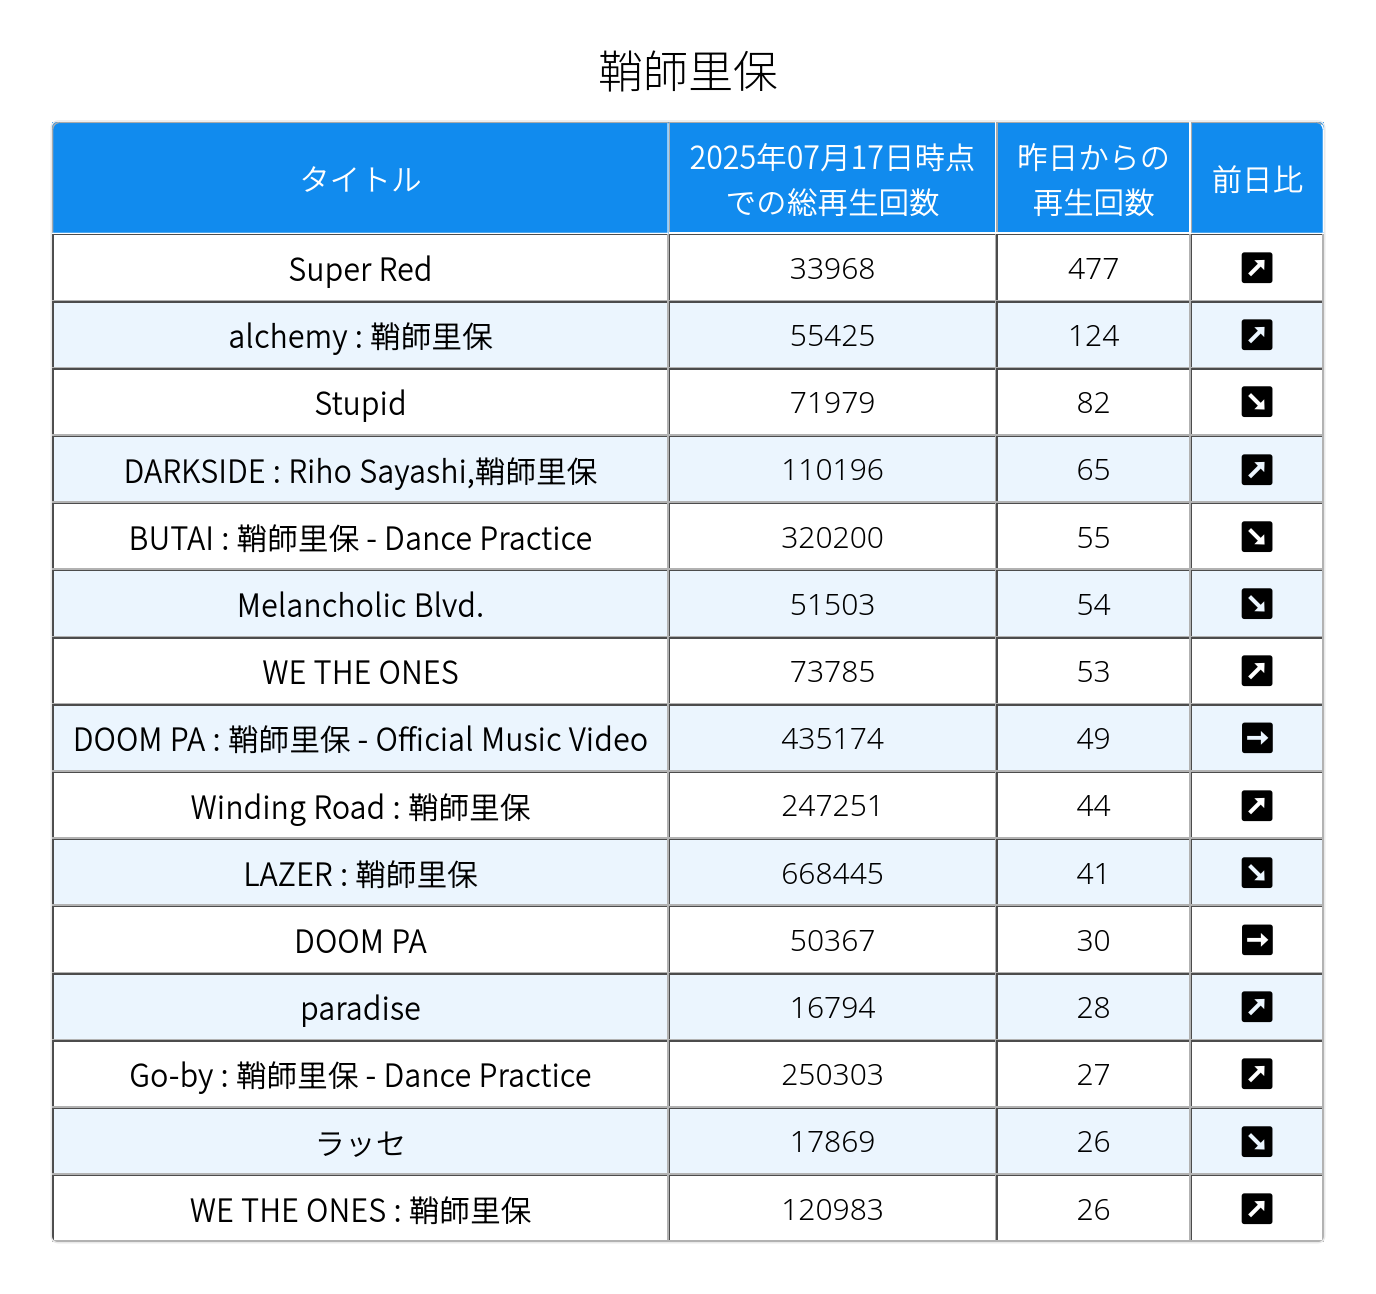 鞘師里保
タイトル 2025年07月17日時点での総再生回数 昨日からの再生回数 前日比
Super Red 33968 477 ↗
alchemy : 鞘師里保 55425 124 ↗
Stupid 71979 82 ↘
DARKSIDE : Riho Sayashi,鞘師里保 110196 65 ↗
BUTAI : 鞘師里保 - Dance Practice 320200 55 ↘
Melancholic Blvd. 51503 54 ↘
WE THE ONES 73785 53 ↗
DOOM PA : 鞘師里保 - Official Music Video 435174 49 →
Winding Road : 鞘師里保 247251 44 ↗
LAZER : 鞘師里保 668445 41 ↘
DOOM PA 50367 30 →
paradise 16794 28 ↗
Go-by : 鞘師里保 - Dance Practice 250303 27 ↗
ラッセ 17869 26 ↘
WE THE ONES : 鞘師里保 120983 26 ↗